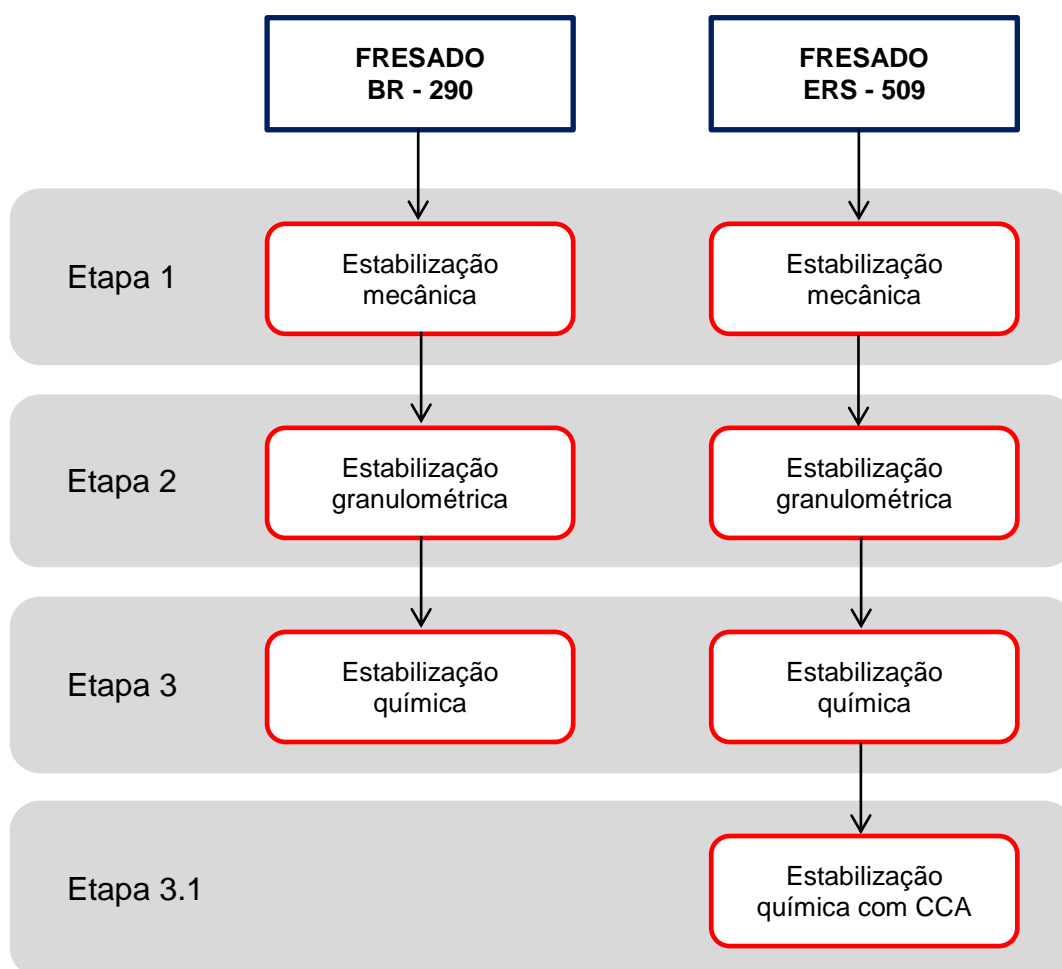 FRESADO
BR - 290
FRESADO
ERS - 509
Etapa 1
Estabilização
mecânica
Estabilização
mecânica
Etapa 2
Estabilização
granulométrica
Estabilização
granulométrica
Etapa 3
Estabilização
química
Estabilização
química
Etapa 3.1
Estabilização
química com CCA